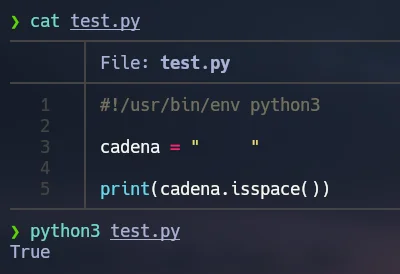 ❯ cat test.py
File: test.py
1 #!/usr/bin/env python3
2
3 cadena = "     "
4
5 print(cadena.isspace())
❯ python3 test.py
True